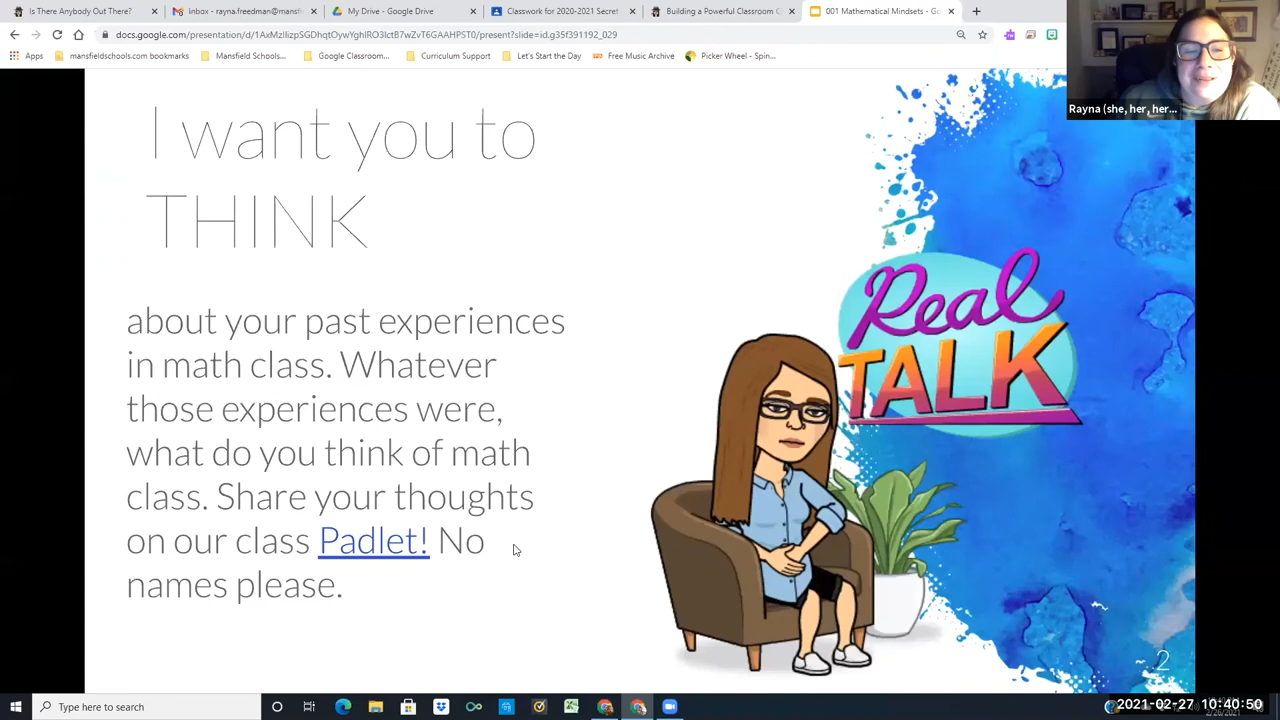 Is There Anybody Out There?
Inbox - rayna.freedman@mansfi
My Drive - Google Drive
Classwork for 2020-2021 Secret
Building a Powerful Classroom C
001 Mathematical Mindsets - Go
docs.google.com/presentation/d/
/present?slide=id.g35f391192_029
Apps
mansfieldschools.com bookmarks
Mansfield Schools...
Google Classroom...
Curriculum Support
Let's Start the Day
Free Music Archive
Picker Wheel - Spin...
Rayna (she, her, her...
I want you to
THINK
about your past experiences
in math class. Whatever
those experiences were,
what do you think of math
class. Share your thoughts
on our class Padlet! No
names please.
Real
TALK
2
Type here to search
2021-02-27 10:40:50